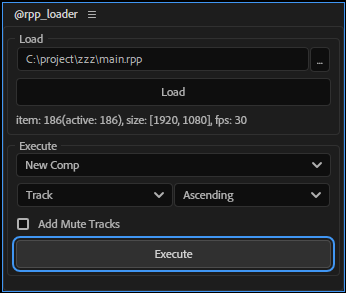 @rpp_loader
Load
C:\project\zzz\main.rpp
...
Load
item: 186(active: 186), size: [1920, 1080], fps: 30
Execute
New Comp
Track Ascending
Add Mute Tracks
Execute